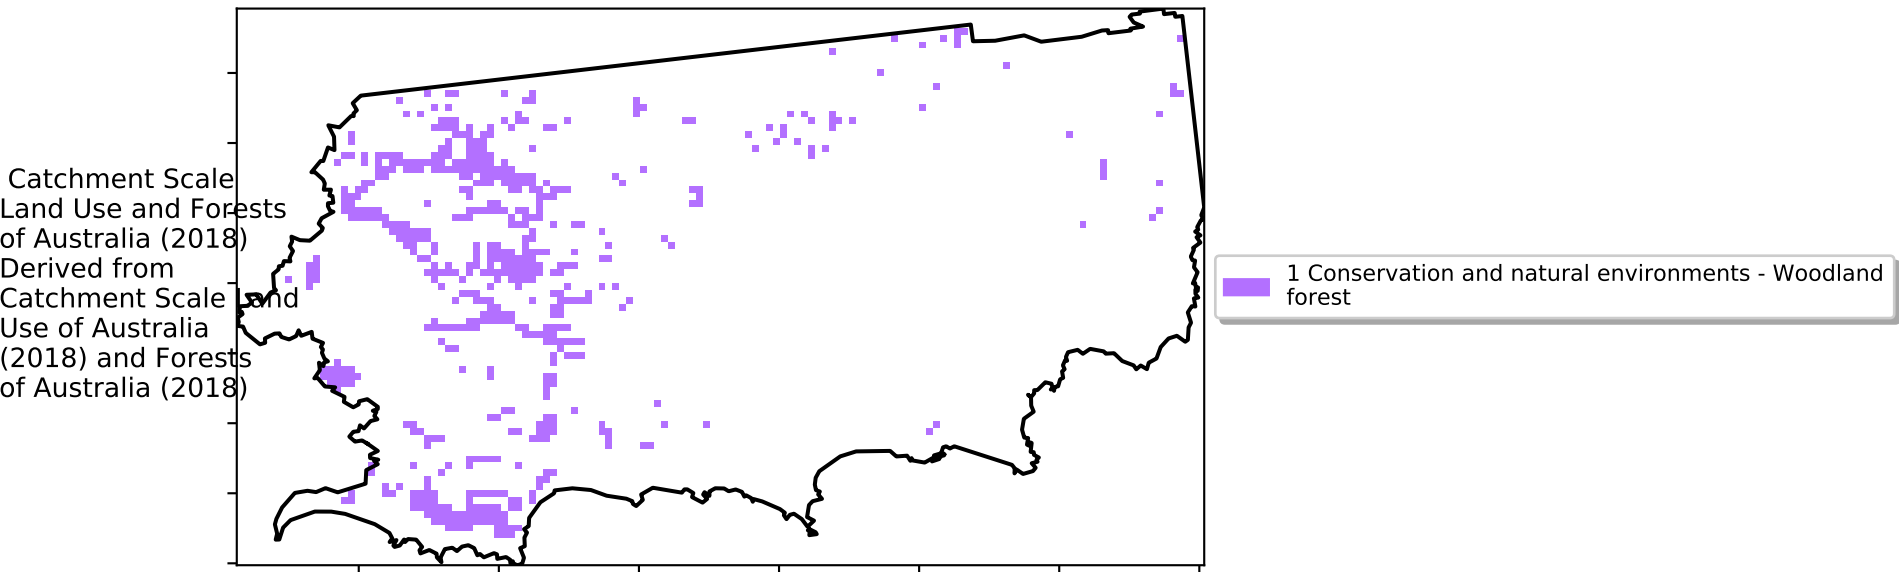 Catchment Scale
Land Use and Forests
of Australia (2018)
Derived from
Catchment Scale Land
Use of Australia
(2018) and Forests
of Australia (2018)
1 Conservation and natural environments - Woodland
forest